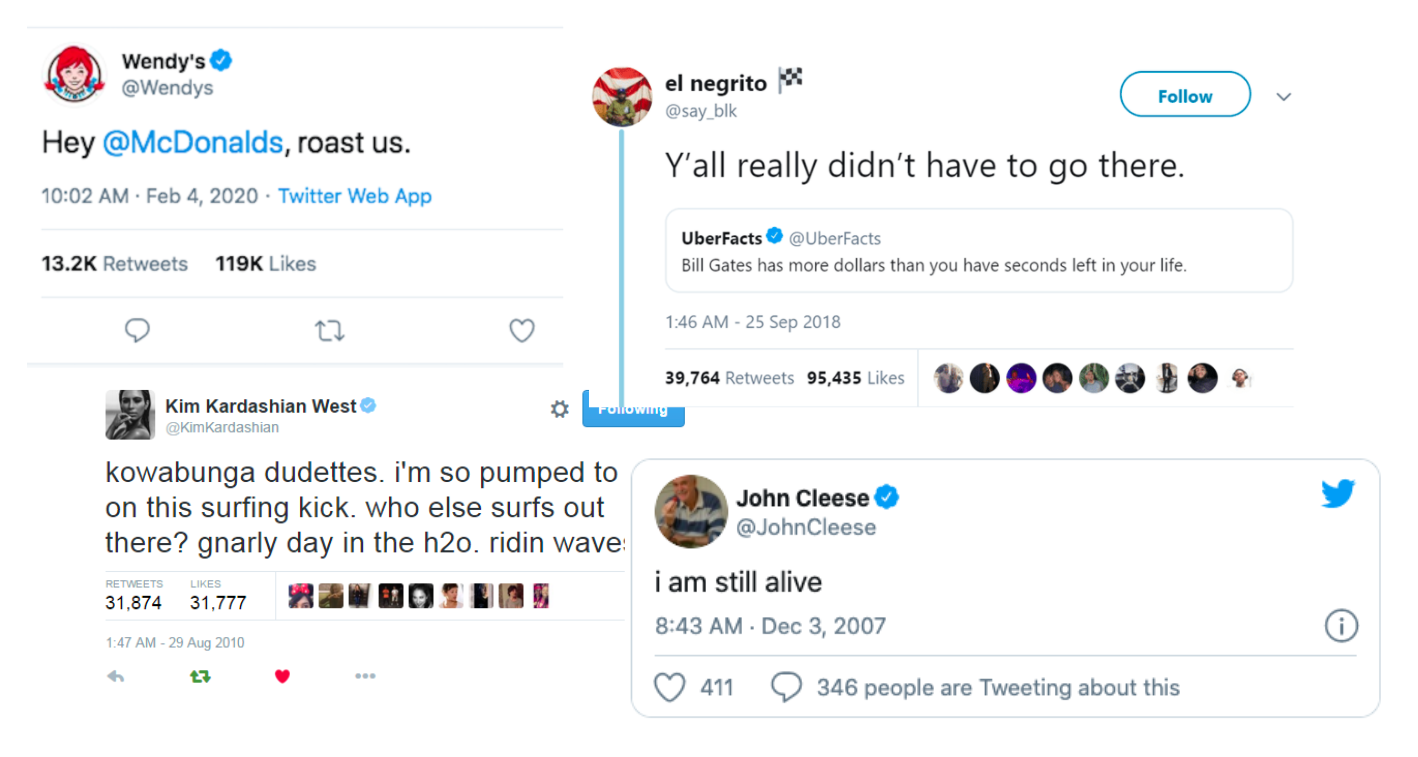 Wendy's
@Wendys
Hey @McDonalds, roast us.
10:02 AM · Feb 4, 2020 · Twitter Web App
13.2K Retweets 119K Likes
el negrito
@say_blk
Follow
Y'all really didn't have to go there.
UberFacts @UberFacts
Bill Gates has more dollars than you have seconds left in your life.
1:46 AM - 25 Sep 2018
39,764 Retweets 95,435 Likes
Kim Kardashian West
@KimKardashian
Following
kowabunga dudettes. i'm so pumped to
on this surfing kick. who else surfs out
there? gnarly day in the h2o. ridin waves
RETWEETS LIKES
31,874 31,777
1:47 AM - 29 Aug 2010
John Cleese
@JohnCleese
i am still alive
8:43 AM · Dec 3, 2007
411 346 people are Tweeting about this